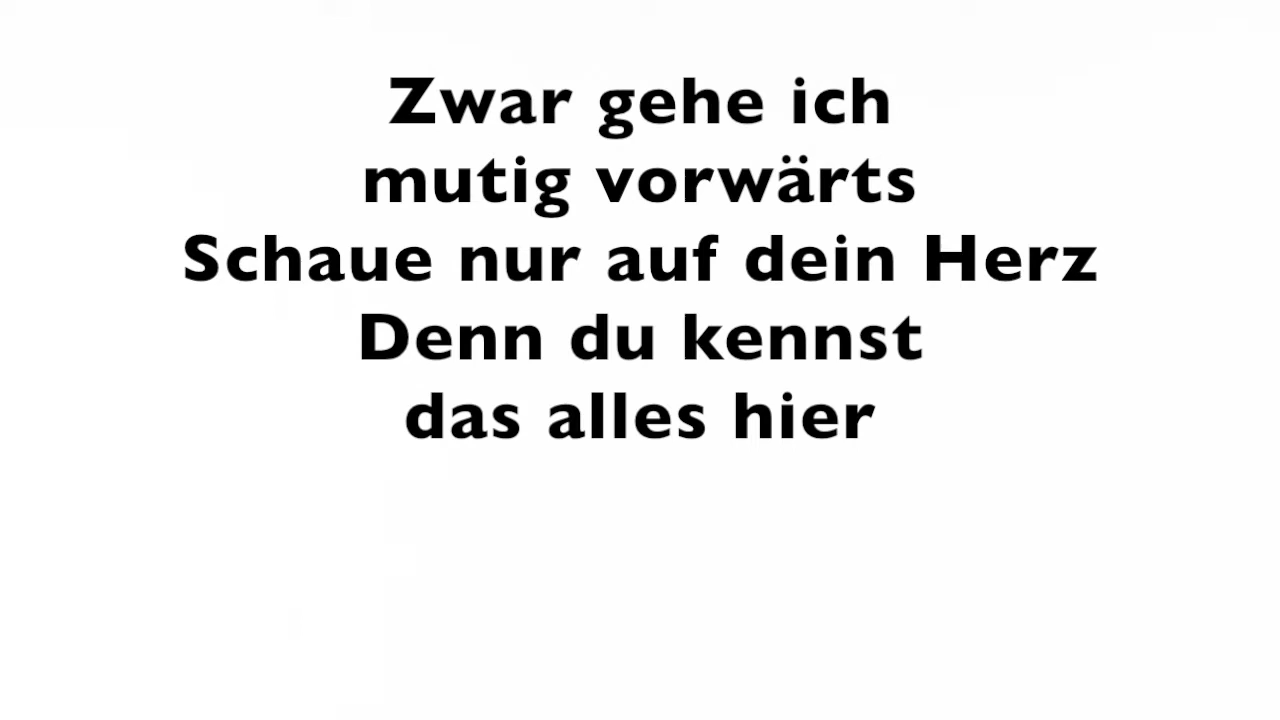 Zwar gehe ich
mutig vorwärts
Schaue nur auf dein Herz
Denn du kennst
das alles hier